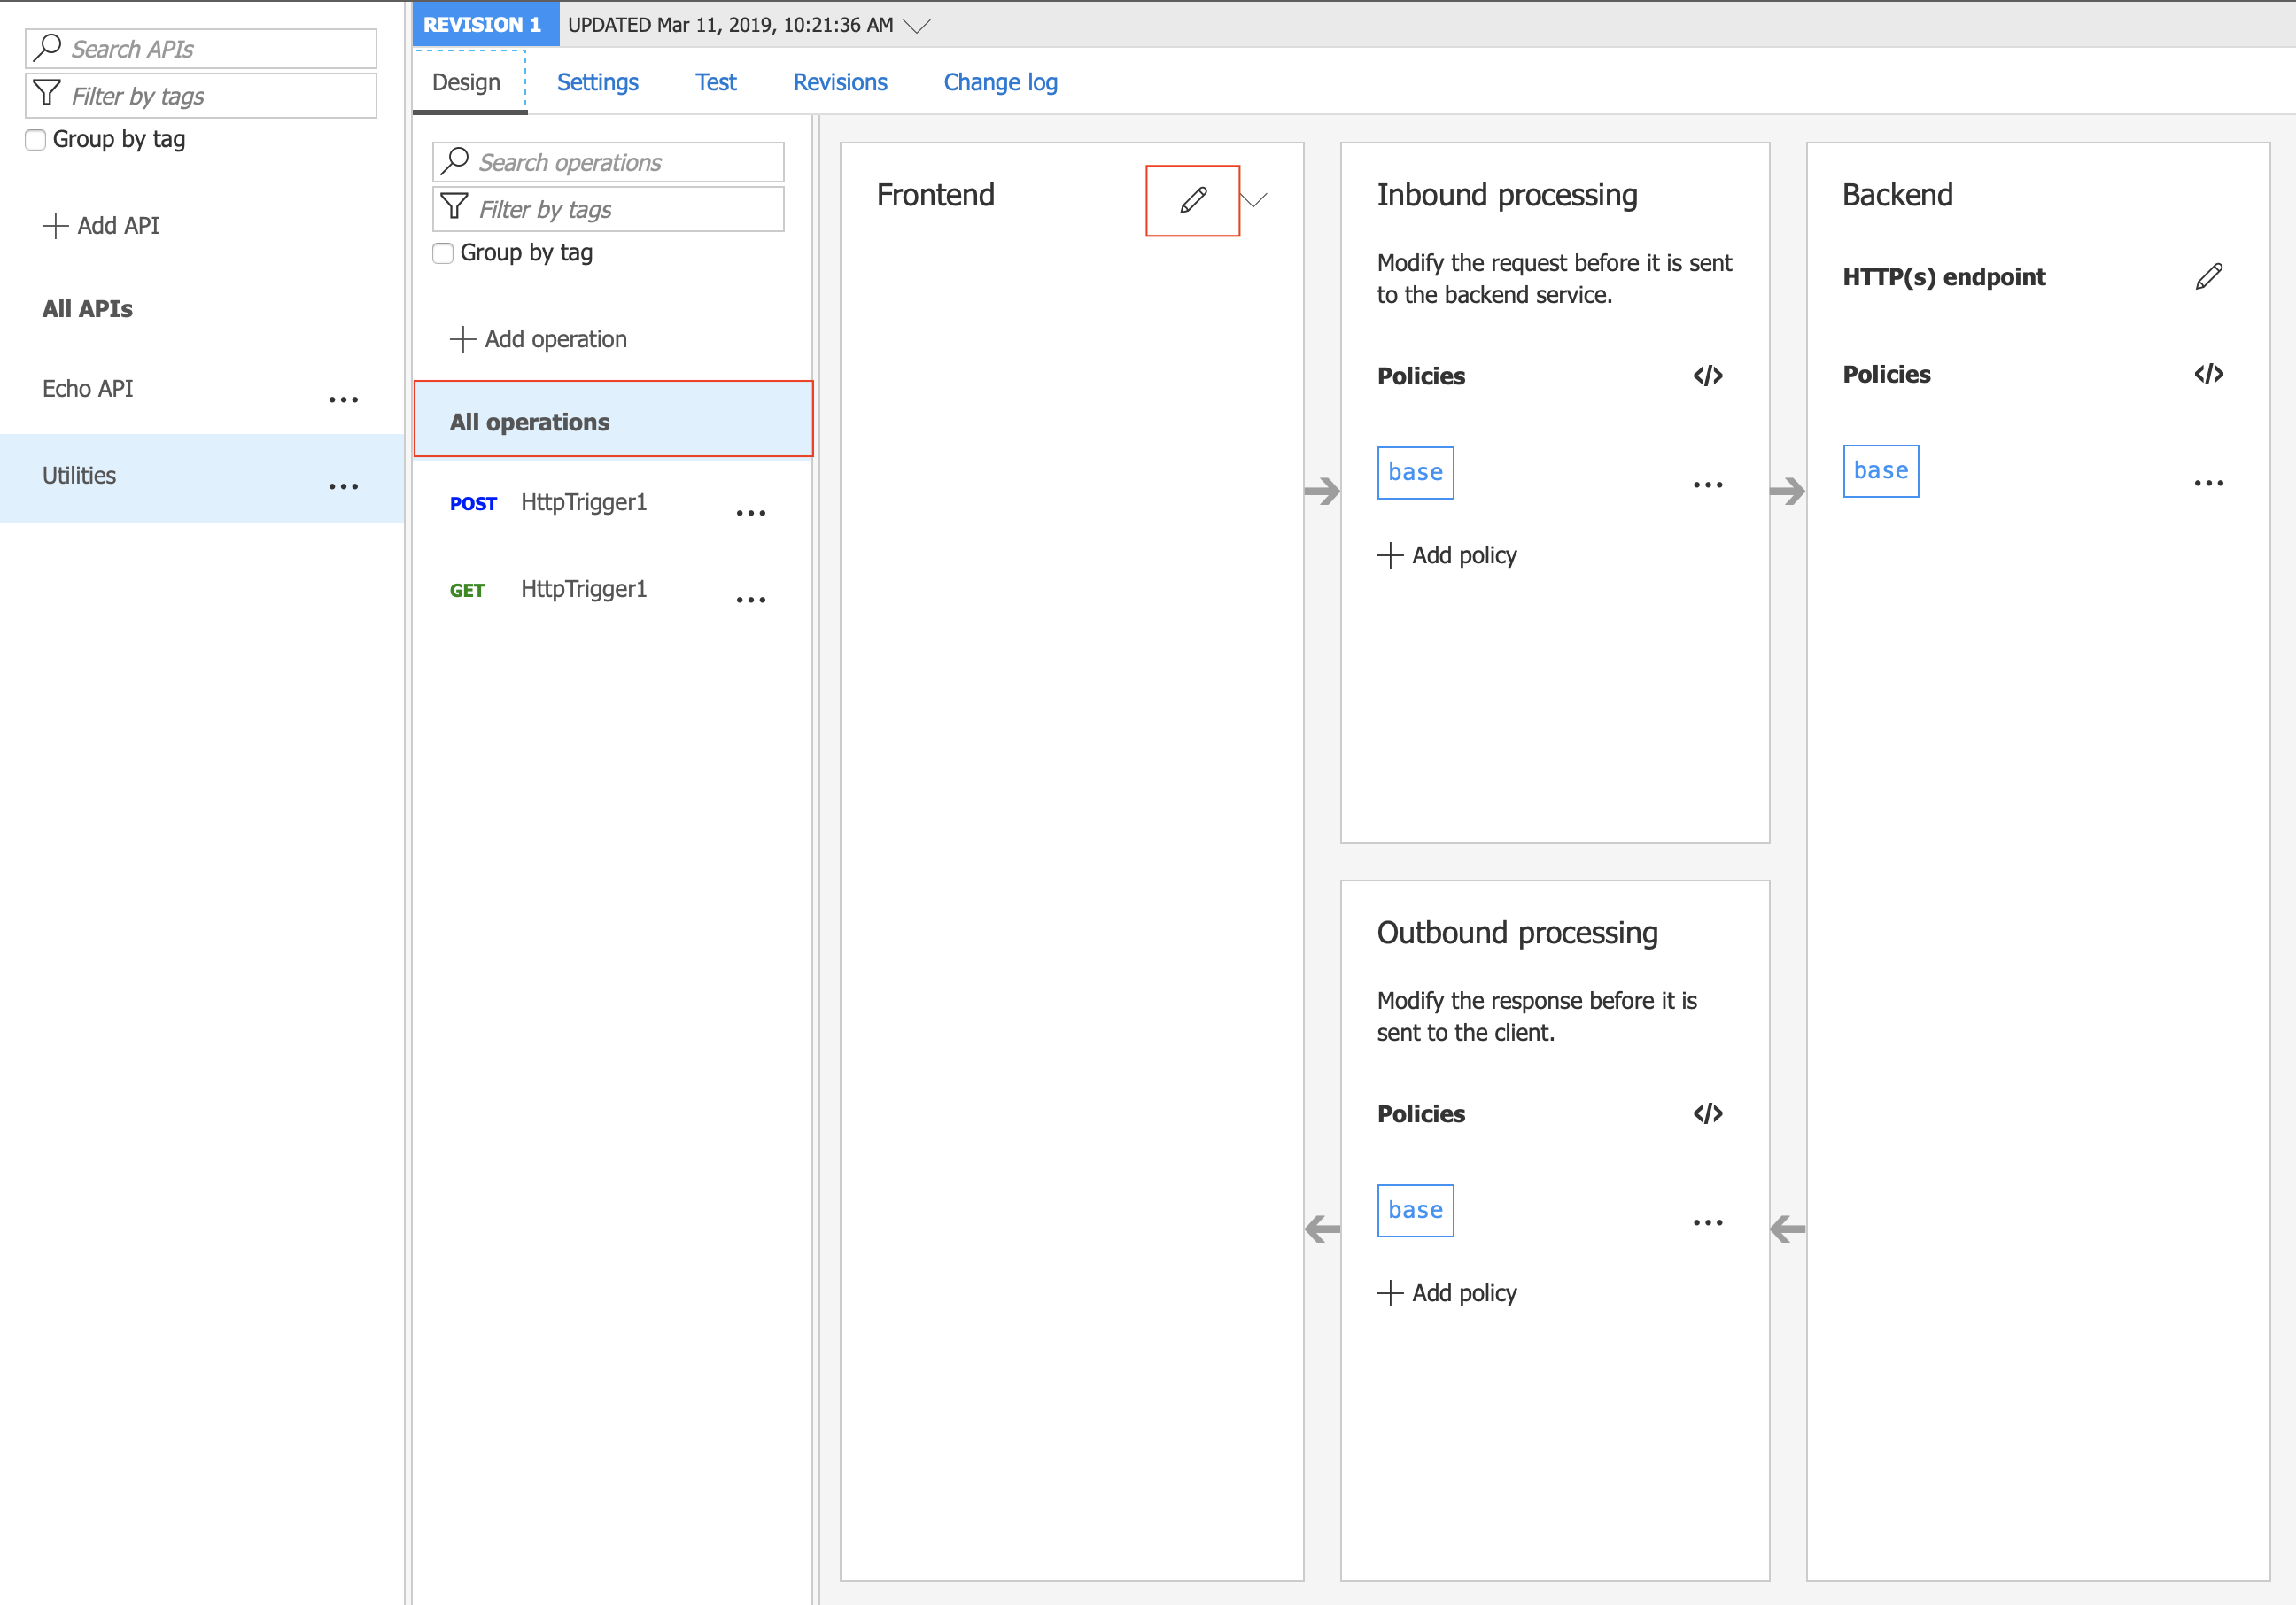 REVISION 1
UPDATED Mar 11, 2019, 10:21:36 AM
Search APIs
Filter by tags
Group by tag
Add API
All APIs
Echo API
...
Utilities
...
Design
Settings
Test
Revisions
Change log
Search operations
Filter by tags
Group by tag
Add operation
All operations
POST HttpTrigger1
...
GET HttpTrigger1
...
Frontend
Inbound processing
Modify the request before it is sent
to the backend service.
Policies </>
base
...
Add policy
Backend
HTTP(s) endpoint
Policies </>
base
...
Outbound processing
Modify the response before it is
sent to the client.
Policies </>
base
...
Add policy